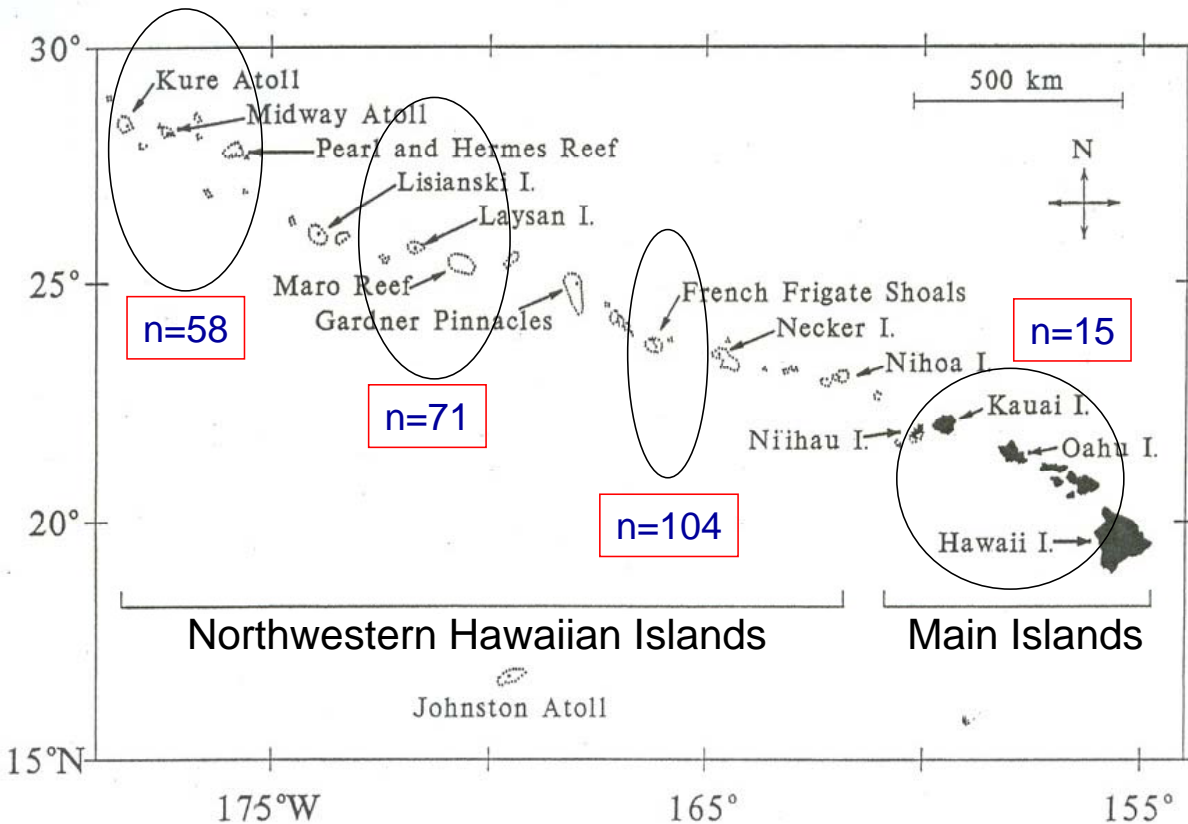 30°
500 km
Kure Atoll
Midway Atoll
N
Pearl and Hermes Reef
Lisianski I.
Laysan I.
25°
Maro Reef
French Frigate Shoals
Gardner Pinnacles
n=58
Necker I.
n=15
Nihoa I.
n=71
Kauai I.
Niihau I.
Oahu I.
20°
n=104
Hawaii I.
Northwestern Hawaiian Islands
Main Islands
Johnston Atoll
15°N
175°W
165°
155°